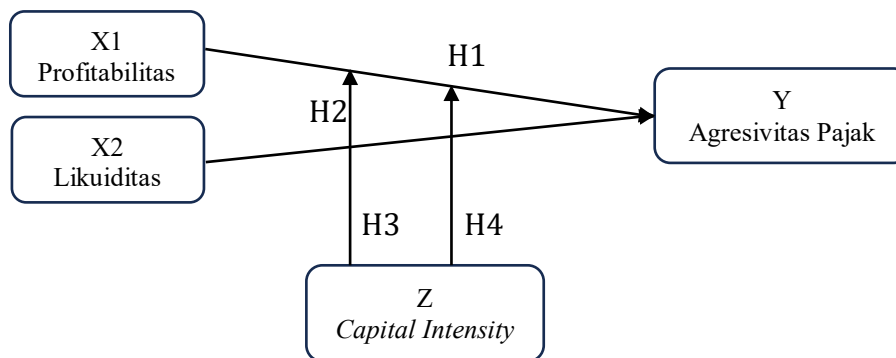 X1
Profitabilitas
H1
Y
Agresivitas Pajak
H2
X2
Likuiditas
H3
H4
Z
Capital Intensity